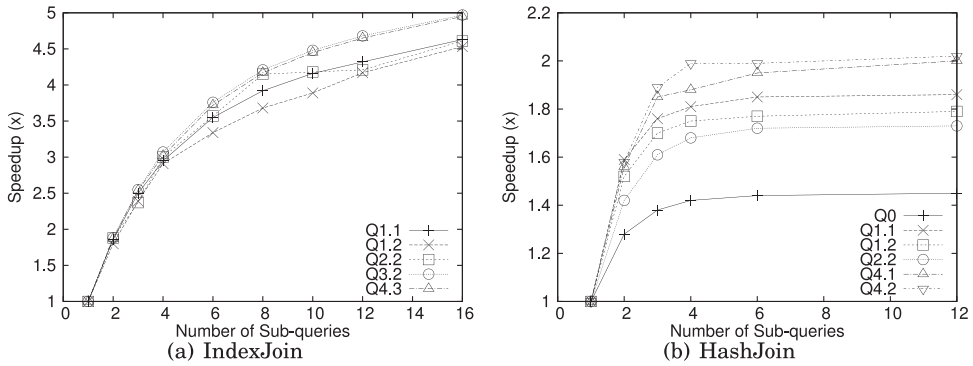 5
4.5
4
3.5
3
2.5
2
1.5
1
Speedup (x)
0 2 4 6 8 10 12 14 16
Number of Sub-queries
Q1.1
Q1.2
Q2.2
Q3.2
Q4.3
(a) IndexJoin
2.2
2
1.8
1.6
1.4
1.2
1
Speedup (x)
0 2 4 6 8 10 12
Number of Sub-queries
Q0
Q1.1
Q1.2
Q2.2
Q4.1
Q4.2
(b) HashJoin